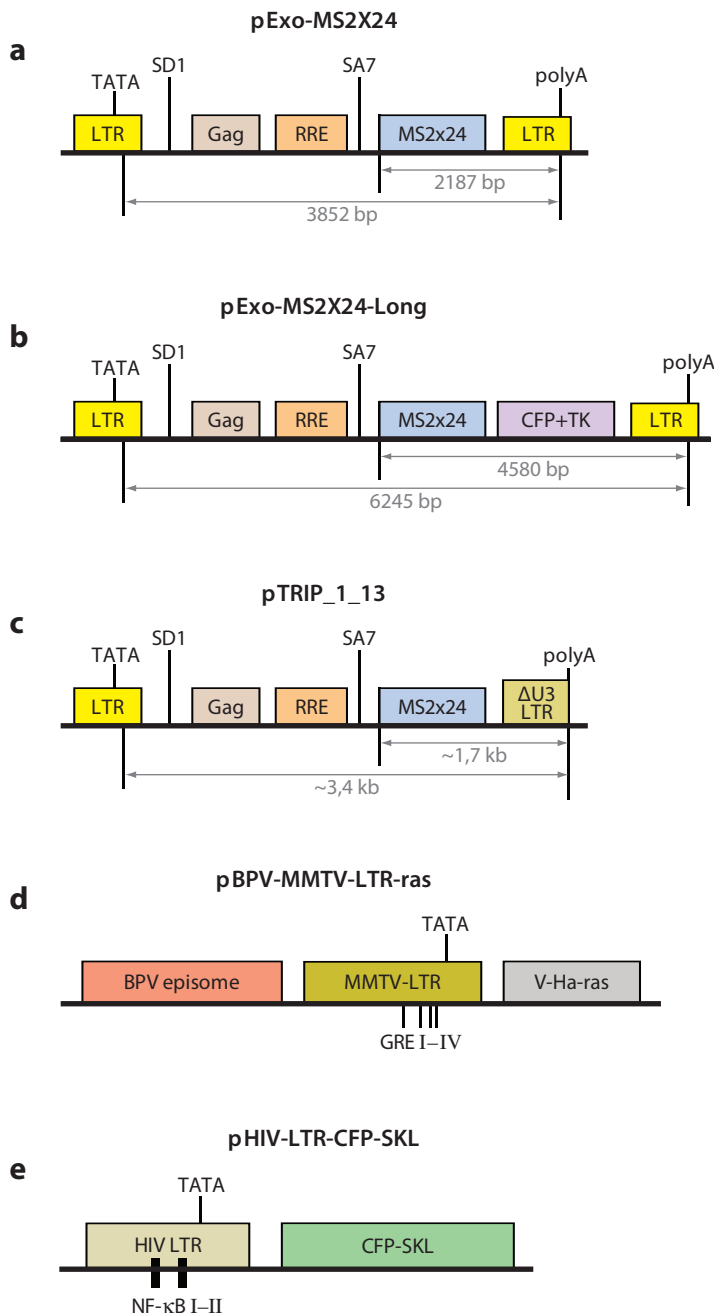 pExo-MS2X24
a
SD1 SA7 polyA
TATA
LTR Gag RRE MS2x24 LTR
2187 bp
3852 bp
pExo-MS2X24-Long
b
SD1 SA7 polyA
TATA
LTR Gag RRE MS2x24 CFP+TK LTR
4580 bp
6245 bp
pTRIP_1_13
c
SD1 SA7 polyA
TATA
LTR Gag RRE MS2x24 ΔU3
LTR
~1,7 kb
~3,4 kb
pBPV-MMTV-LTR-ras
d
TATA
BPV episome MMTV-LTR V-Ha-ras
GRE I–IV
pHIV-LTR-CFP-SKL
e
TATA
HIV LTR CFP-SKL
NF-κB I–II